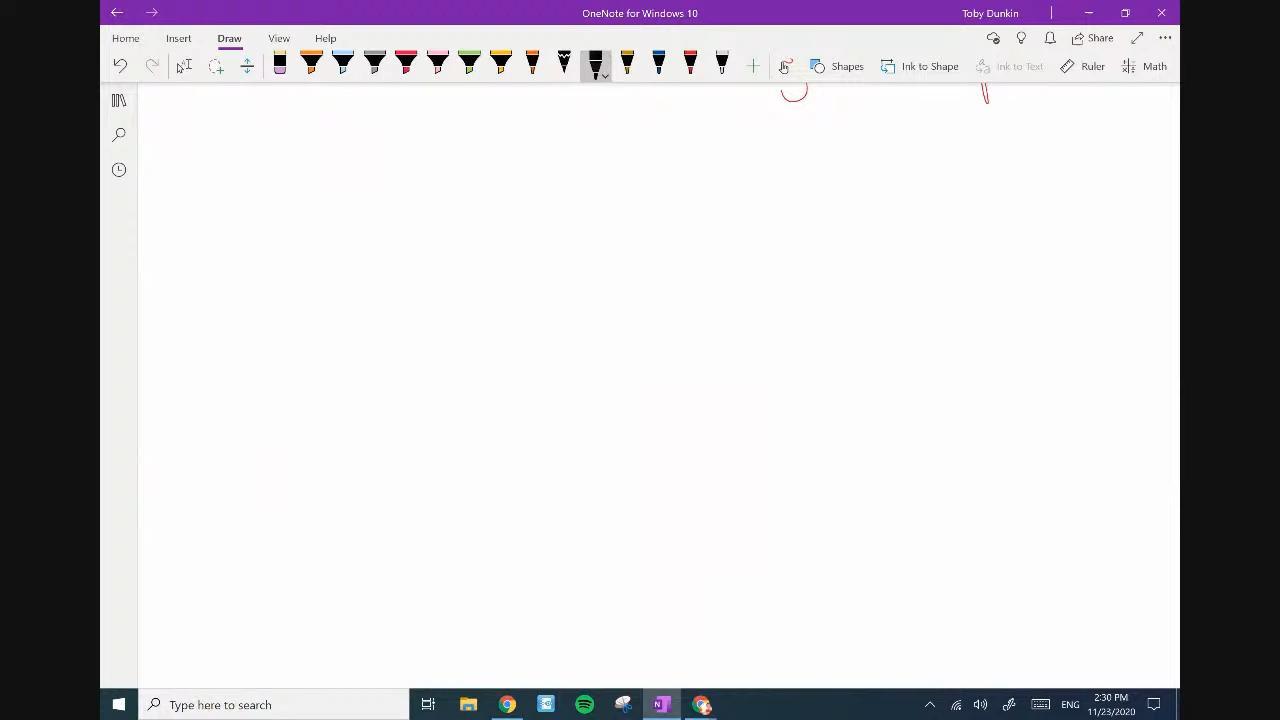 OneNote for Windows 10
Toby Dunkin
Home Insert Draw View Help
Share
Shapes
Ink to Shape
Ink to Text
Ruler
Math
Type here to search
ENG
2:30 PM
11/23/2020